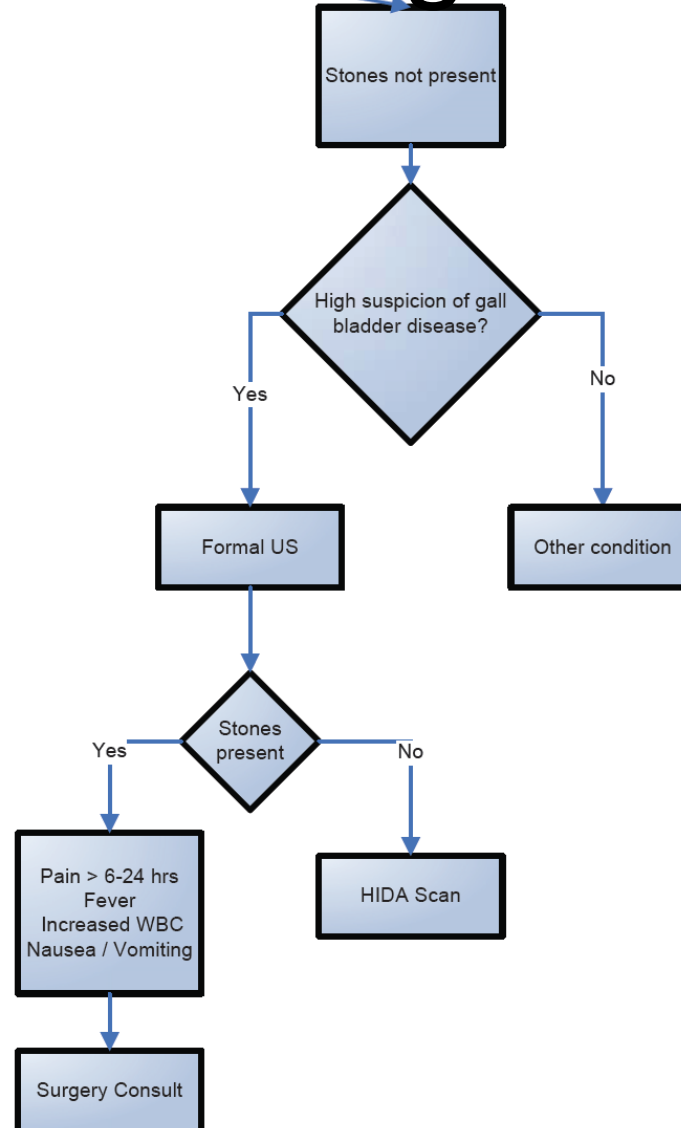 Stones not present
High suspicion of gall
bladder disease?
Yes
No
Formal US
Other condition
Stones
present
Yes
No
Pain > 6-24 hrs
Fever
Increased WBC
Nausea / Vomiting
HIDA Scan
Surgery Consult